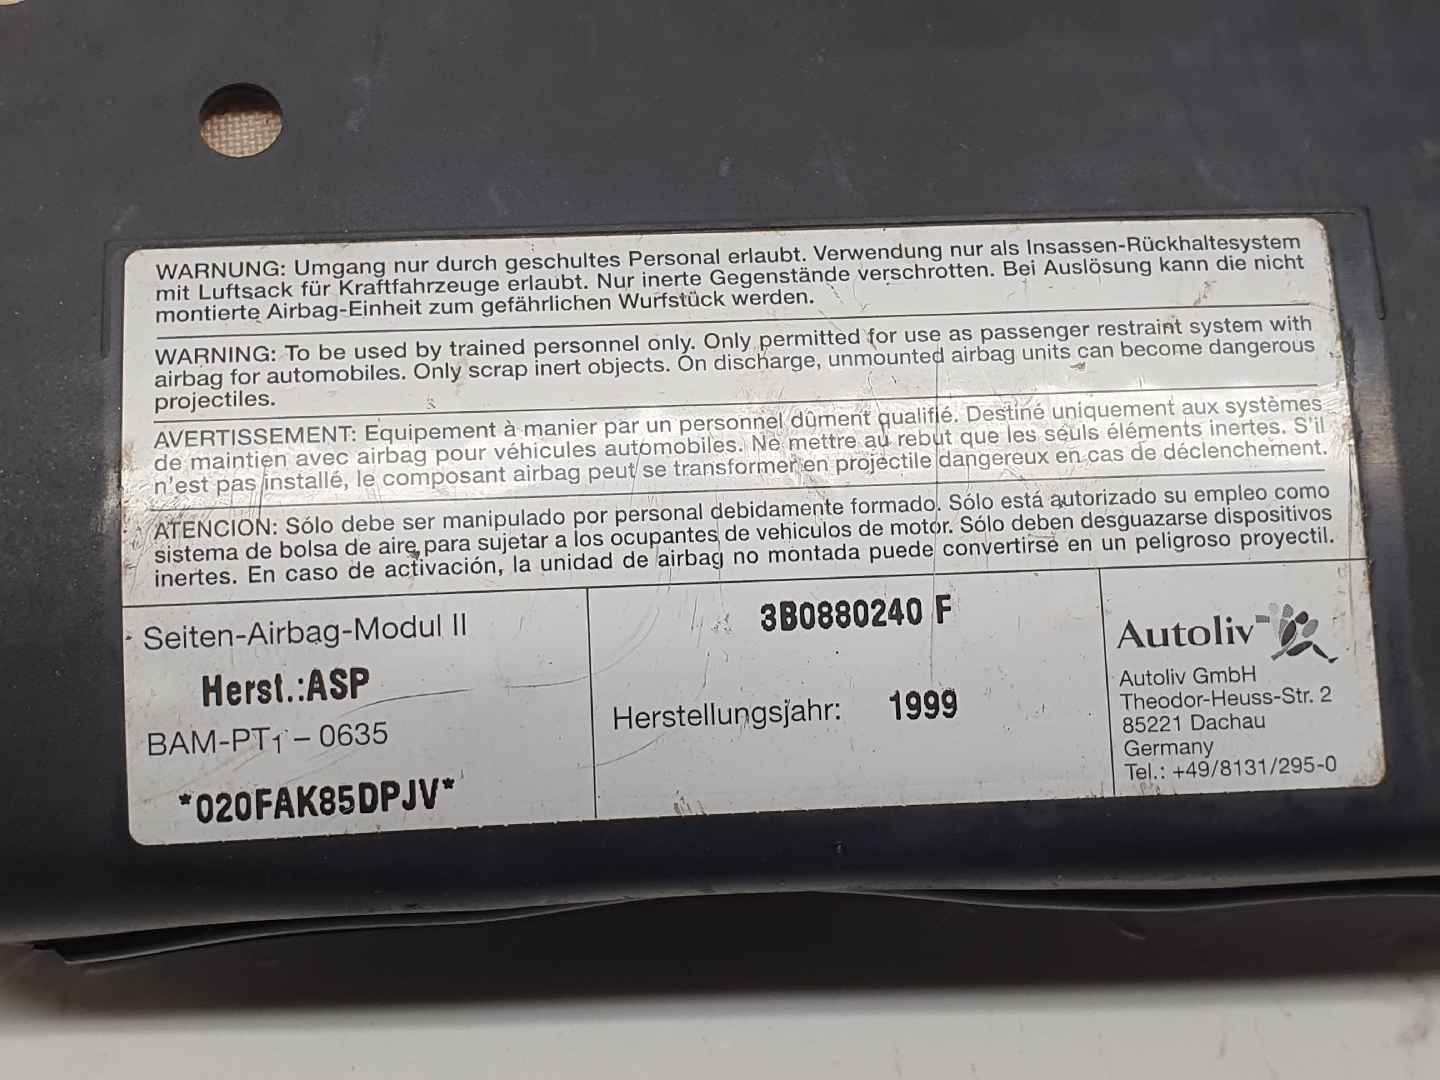 WARNUNG: Umgang nur durch geschultes Personal erlaubt. Verwendung nur als Insassen-Rückhaltesystem
mit Luftsack für Kraftfahrzeuge erlaubt. Nur inerte Gegenstände verschrotten. Bei Auslösung kann die nicht
montierte Airbag-Einheit zum gefährlichen Wurfstück werden.
WARNING: To be used by trained personnel only. Only permitted for use as passenger restraint system with
airbag for automobiles. Only scrap inert objects. On discharge, unmounted airbag units can become dangerous
projectiles.
AVERTISSEMENT: Equipement à manier par un personnel dûment qualifié. Destiné uniquement aux systèmes
de maintien avec airbag pour véhicules automobiles. Ne mettre au rebut que les seuls éléments inertes. S'il
n'est pas installé, le composant airbag peut se transformer en projectile dangereux en cas de déclenchement.
ATENCION: Sólo debe ser manipulado por personal debidamente formado. Sólo está autorizado su empleo como
sistema de bolsa de aire para sujetar a los ocupantes de vehiculos de motor. Sólo deben desguazarse dispositivos
inertes. En caso de activación, la unidad de airbag no montada puede convertirse en un peligroso proyectil.
Seiten-Airbag-Modul II
Herst.:ASP
BAM-PT1 – 0635
*020FAK85DPJV*
3B0880240 F
Herstellungsjahr: 1999
Autoliv
Autoliv GmbH
Theodor-Heuss-Str. 2
85221 Dachau
Germany
Tel.: +49/8131/295-0